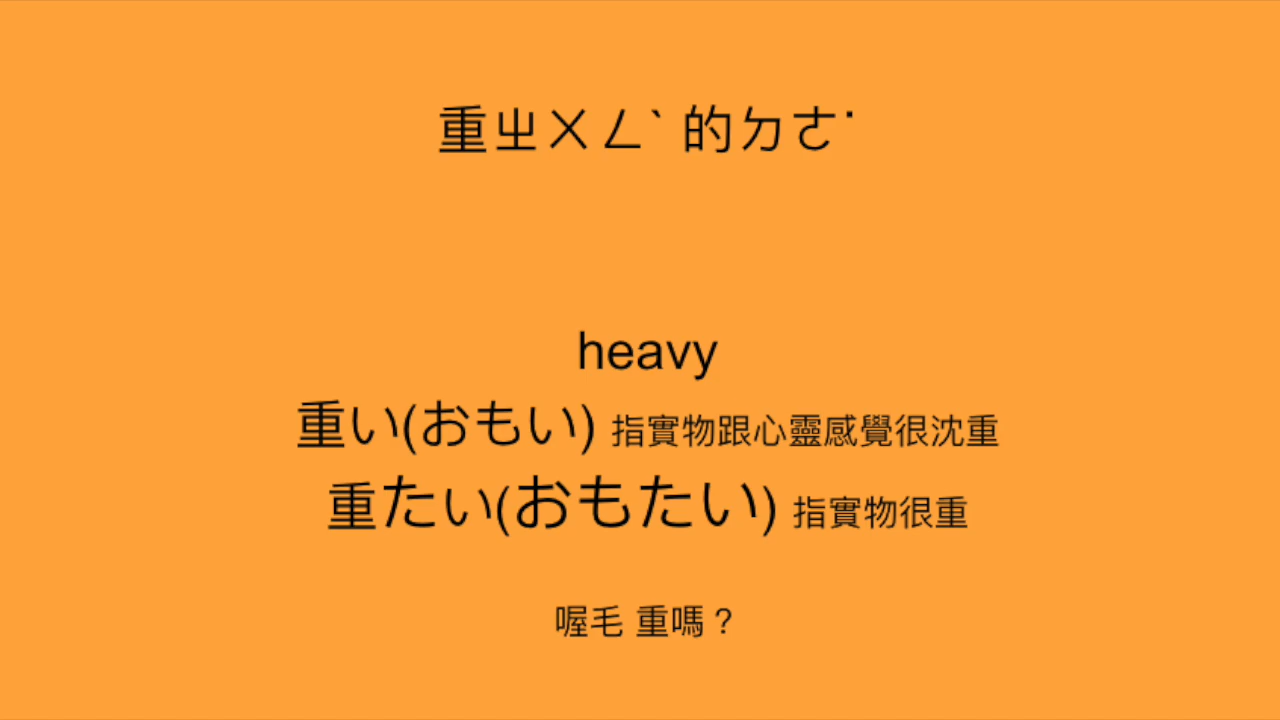 重ㄓㄨㄥˋ 的ㄉㄜ˙
heavy
重い(おもい) 指實物跟心靈感覺很沈重
重たい(おもたい) 指實物很重
喔毛 重嗎？